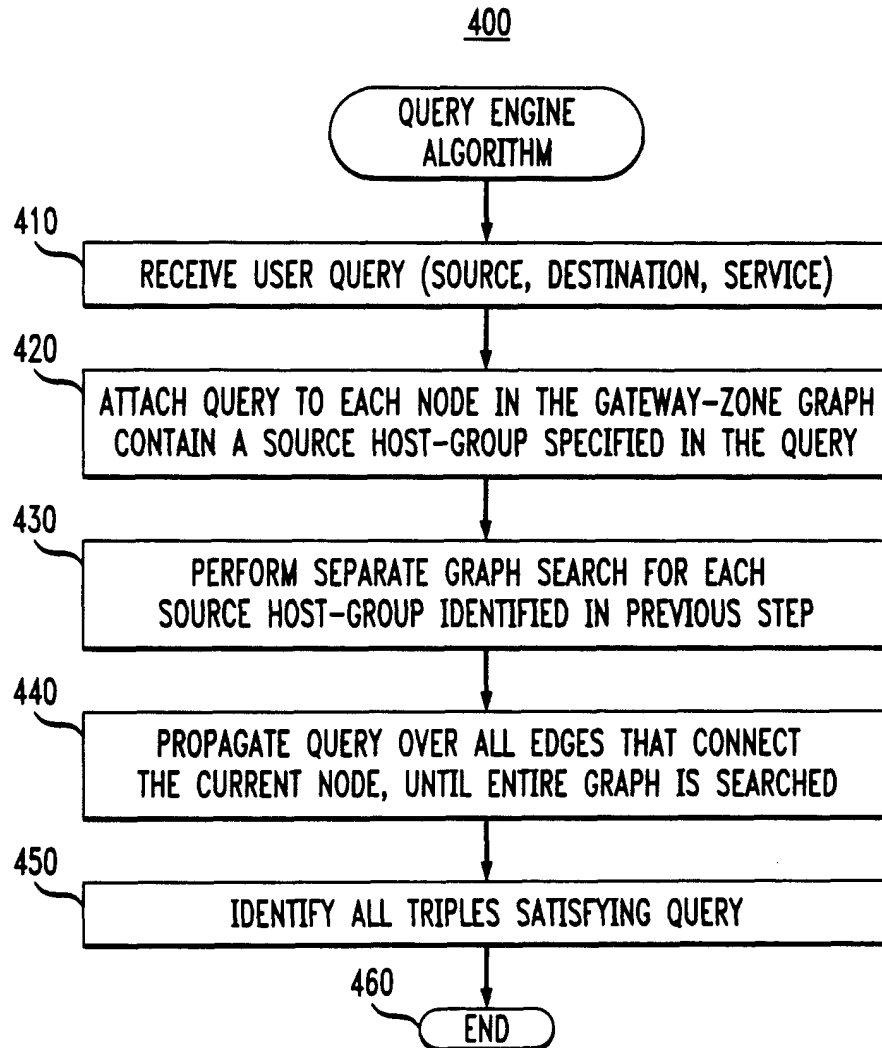 400
QUERY ENGINE
ALGORITHM
410
RECEIVE USER QUERY (SOURCE, DESTINATION, SERVICE)
420
ATTACH QUERY TO EACH NODE IN THE GATEWAY-ZONE GRAPH
CONTAIN A SOURCE HOST-GROUP SPECIFIED IN THE QUERY
430
PERFORM SEPARATE GRAPH SEARCH FOR EACH
SOURCE HOST-GROUP IDENTIFIED IN PREVIOUS STEP
440
PROPAGATE QUERY OVER ALL EDGES THAT CONNECT
THE CURRENT NODE, UNTIL ENTIRE GRAPH IS SEARCHED
450
IDENTIFY ALL TRIPLES SATISFYING QUERY
460
END